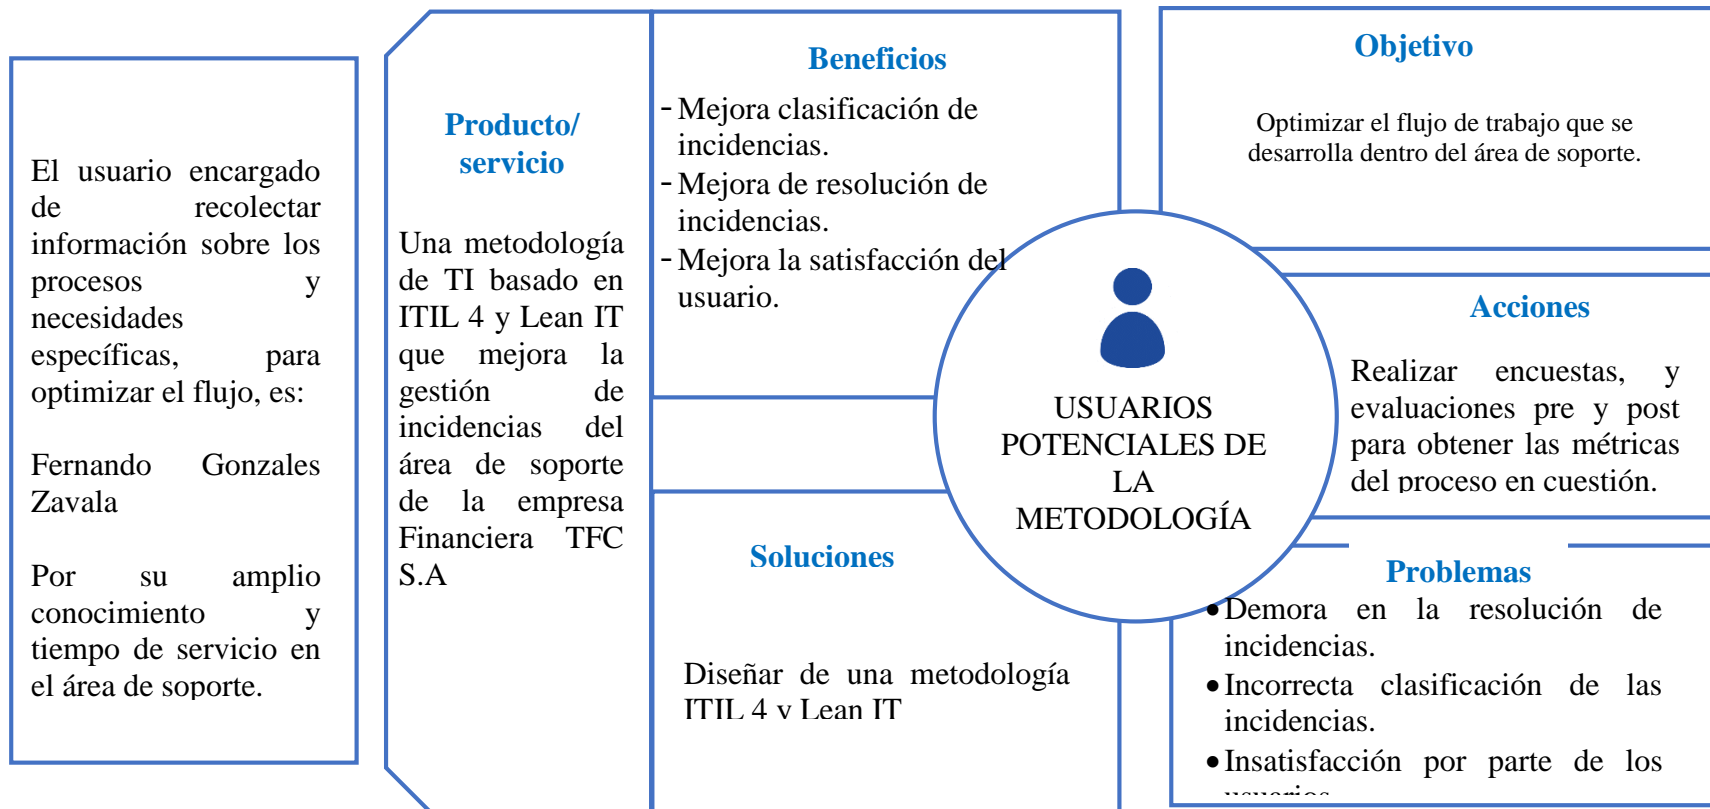 El usuario encargado
de recolectar
información sobre los
procesos y
necesidades
específicas, para
optimizar el flujo, es:
Fernando Gonzales
Zavala
Por su amplio
conocimiento y
tiempo de servicio en
el área de soporte.
Producto/
servicio
Una metodología
de TI basado en
ITIL 4 y Lean IT
que mejora la
gestión de
incidencias del
área de soporte
de la empresa
Financiera TFC
S.A
Beneficios
- Mejora clasificación de
incidencias.
- Mejora de resolución de
incidencias.
- Mejora la satisfacción del
usuario.
Soluciones
Diseñar de una metodología
ITIL 4 y Lean IT
USUARIOS
POTENCIALES DE
LA
METODOLOGÍA
Objetivo
Optimizar el flujo de trabajo que se
desarrolla dentro del área de soporte.
Acciones
Realizar encuestas, y
evaluaciones pre y post
para obtener las métricas
del proceso en cuestión.
Problemas
• Demora en la resolución de
incidencias.
• Incorrecta clasificación de las
incidencias.
• Insatisfacción por parte de los
usuarios